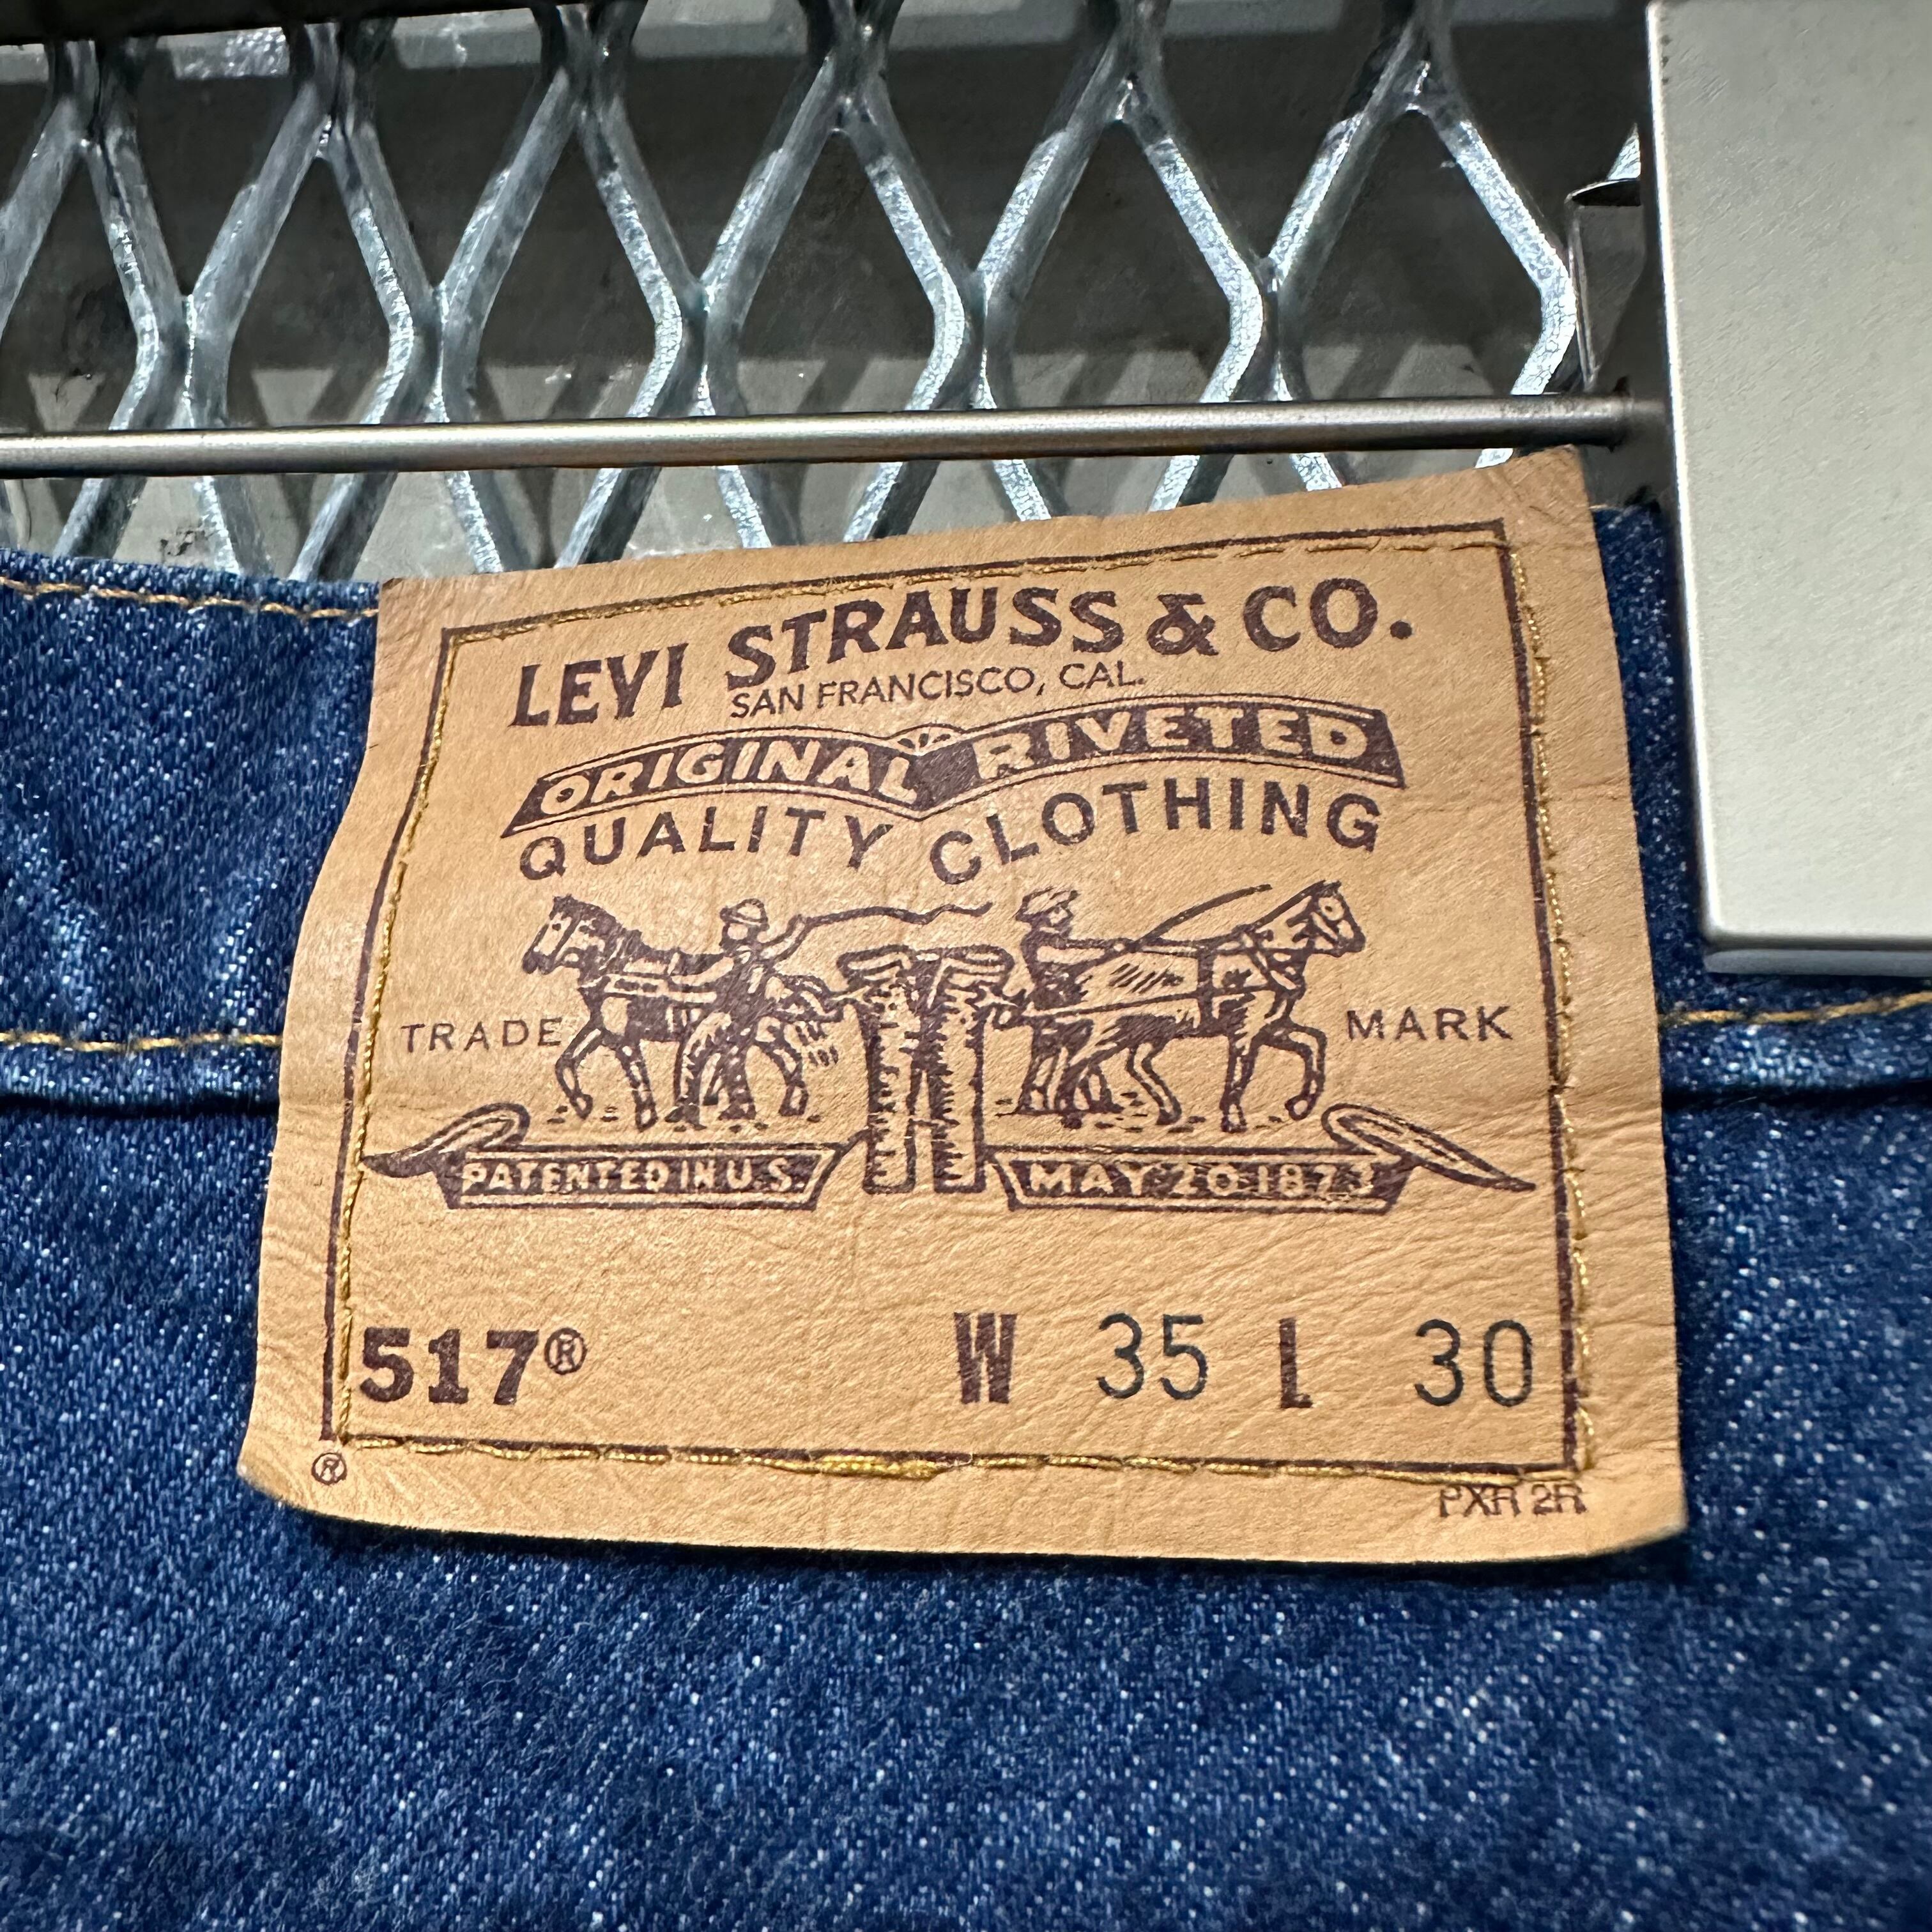 LEVI STRAUSS & CO.
SAN FRANCISCO, CAL.
ORIGINAL RIVETED
QUALITY CLOTHING
TRADE MARK
PATENTED IN U.S. MAY 20 1873
517® W 35 L 30
®
PXR 2R